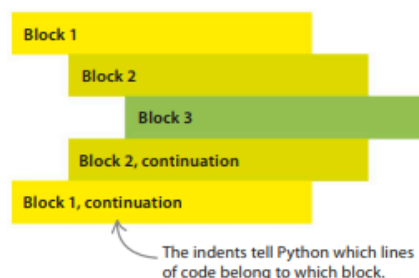 Block 1
Block 2
Block 3
Block 2, continuation
Block 1, continuation
The indents tell Python which lines
of code belong to which block.